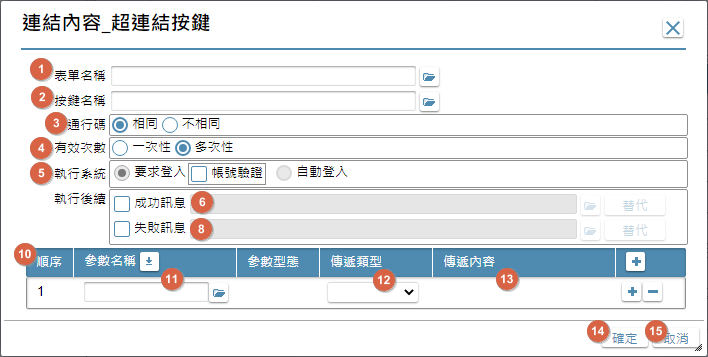 連結內容_超連結按鍵
1 表單名稱
2 按鍵名稱
3 通行碼 相同 不相同
4 有效次數 一次性 多次性
5 執行系統 要求登入 帳號驗證 自動登入
執行後續 成功訊息 6 替代
失敗訊息 8 替代
10 順序 參數名稱 參數型態 傳遞類型 傳遞內容
11 12 13
1
14 確定 15 取消